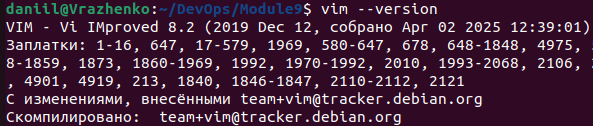 daniil@Vrazhenko:~/DevOps/Module9$ vim --version
VIM - Vi IMproved 8.2 (2019 Dec 12, собрано Apr 02 2025 12:39:01)
Заплатки: 1-16, 647, 17-579, 1969, 580-647, 678, 648-1848, 4975,
8-1859, 1873, 1860-1969, 1992, 1970-1992, 2010, 1993-2068, 2106,
, 4901, 4919, 213, 1840, 1846-1847, 2110-2112, 2121
С изменениями, внесёнными team+vim@tracker.debian.org
Скомпилировано: team+vim@tracker.debian.org